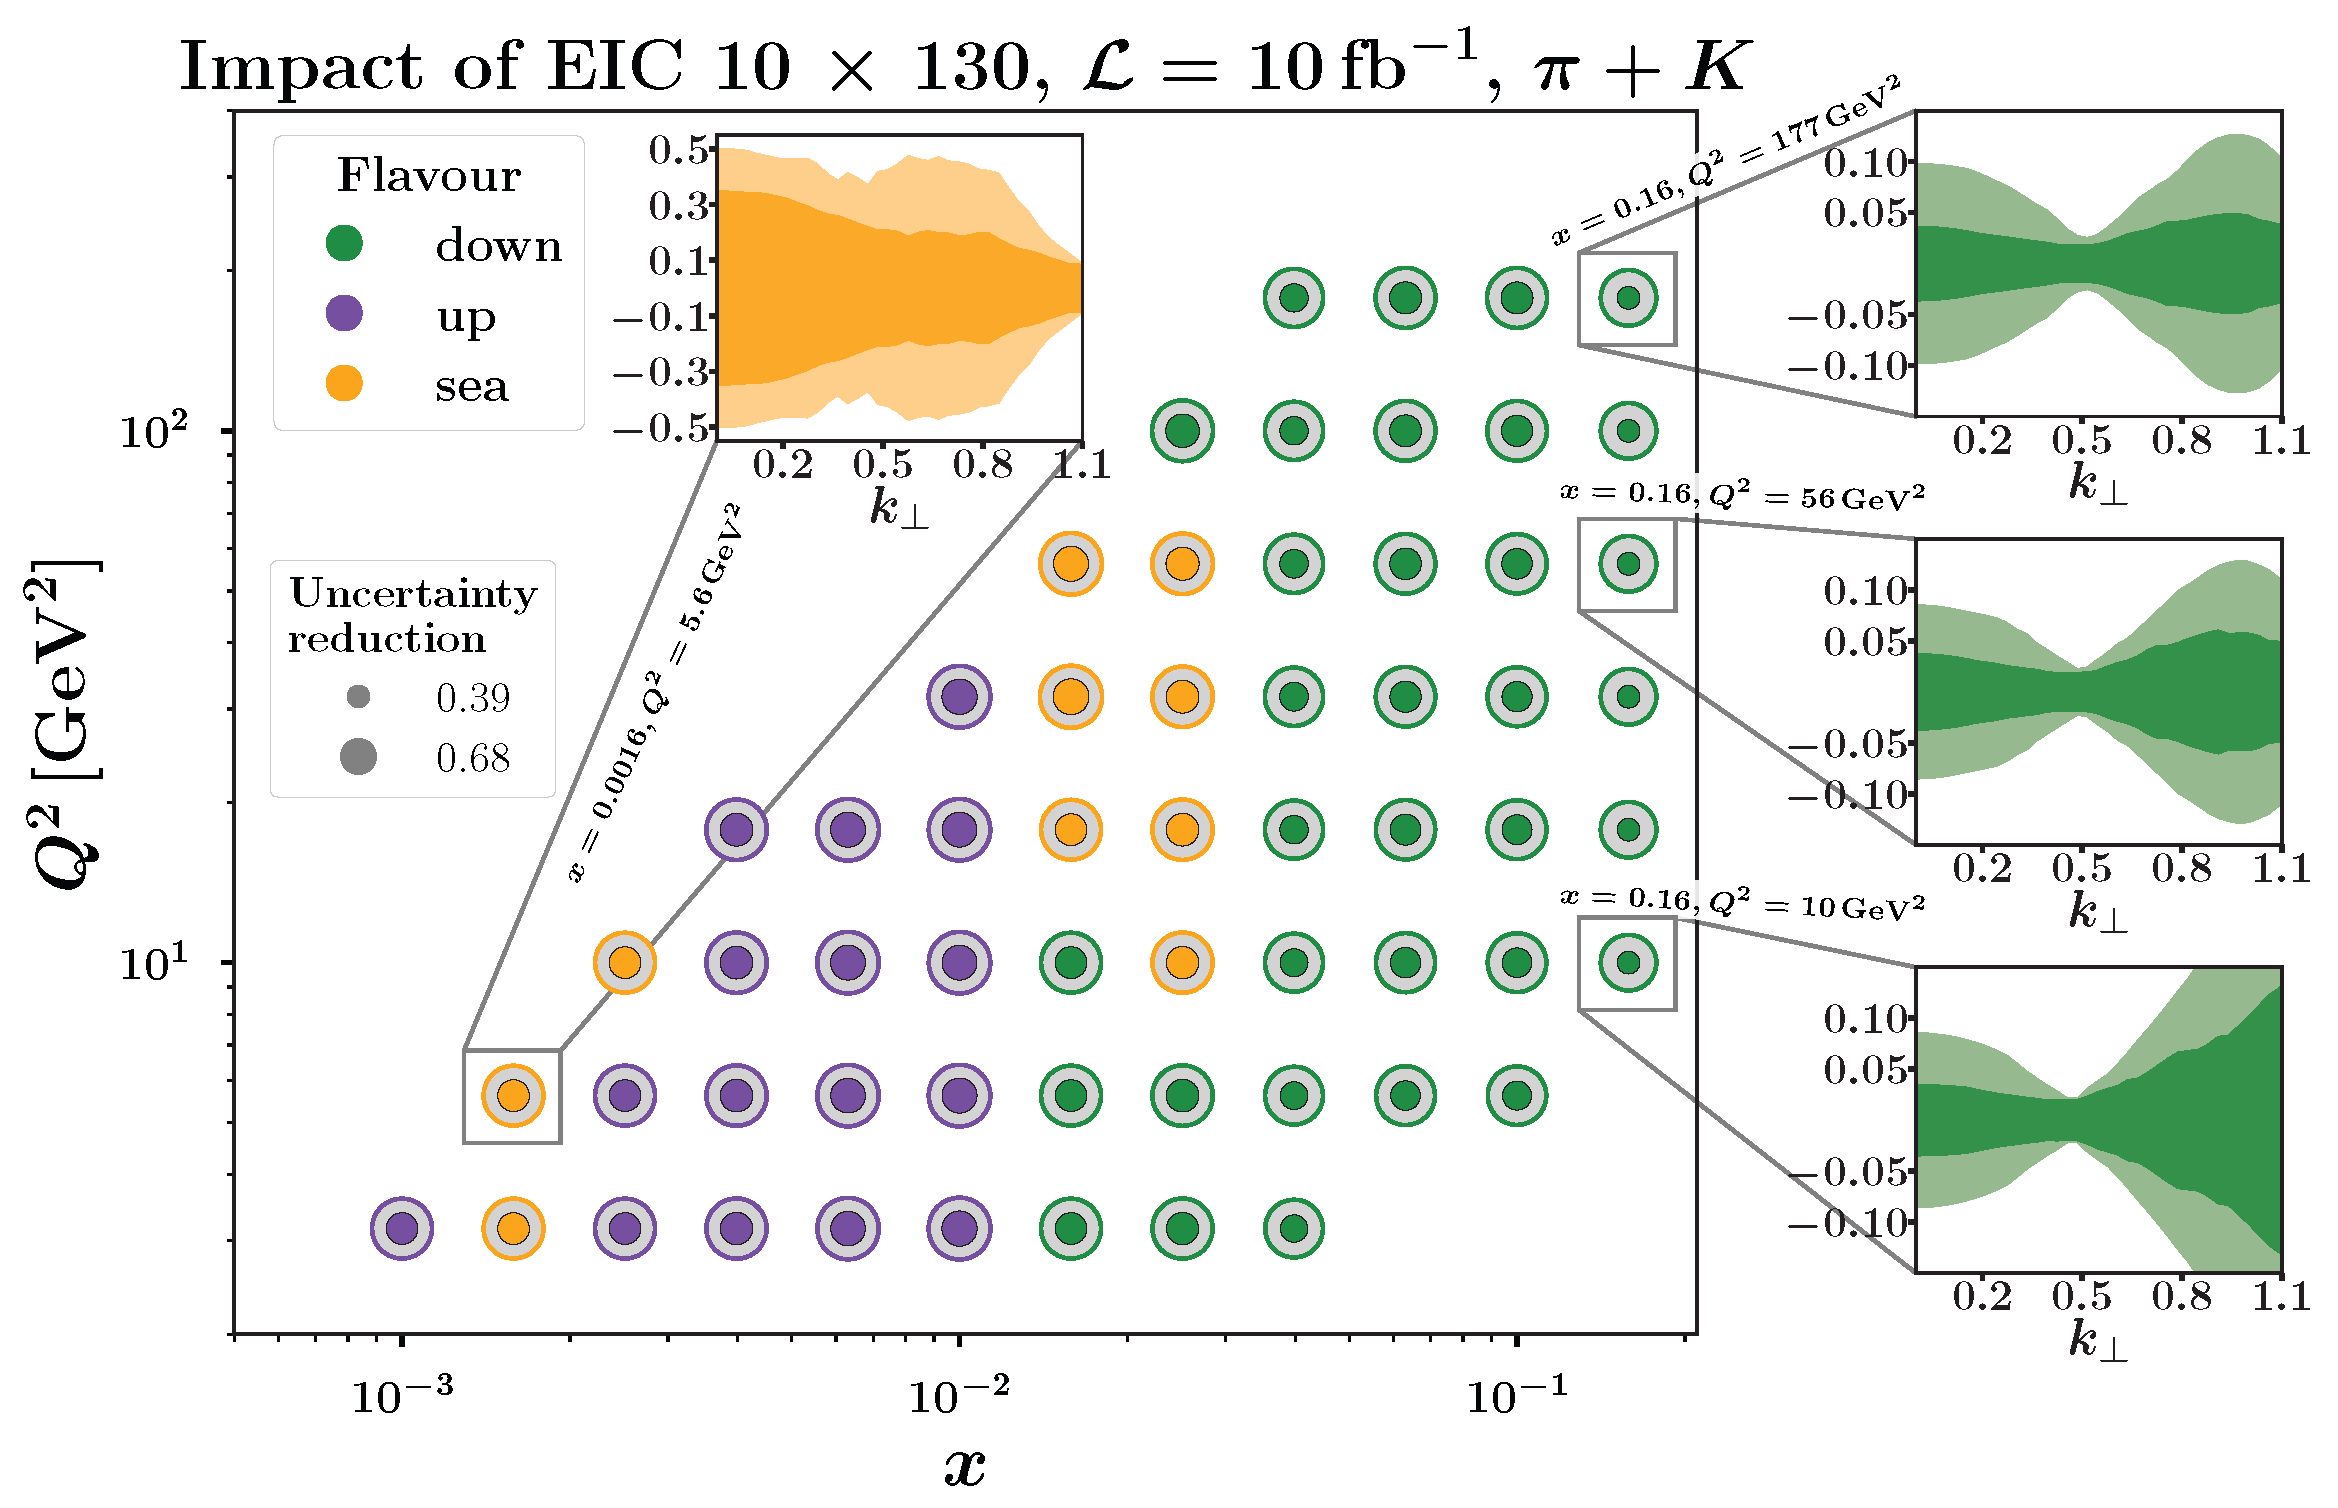 Impact of EIC 10 × 130, 𝓛 = 10 fb⁻¹, π + K
Flavour
down
up
sea
Uncertainty
reduction
0.39
0.68
0.5
0.3
0.1
−0.1
−0.3
−0.5
0.2 0.5 0.8 1.1
k⊥
x = 0.0016, Q² = 5.6 GeV²
x = 0.16, Q² = 177 GeV²
0.10
0.05
−0.05
−0.10
0.2 0.5 0.8 1.1
k⊥
x = 0.16, Q² = 56 GeV²
0.10
0.05
−0.05
−0.10
0.2 0.5 0.8 1.1
k⊥
x = 0.16, Q² = 10 GeV²
0.10
0.05
−0.05
−0.10
0.2 0.5 0.8 1.1
k⊥
Q² [GeV²]
10²
10¹
10⁻³ 10⁻² 10⁻¹
x